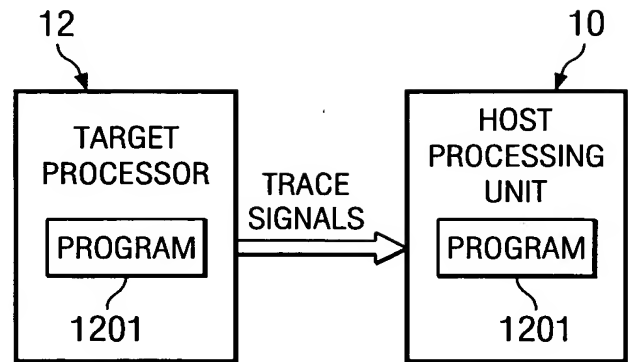 12
10
TARGET
PROCESSOR
PROGRAM
1201
TRACE
SIGNALS
HOST
PROCESSING
UNIT
PROGRAM
1201